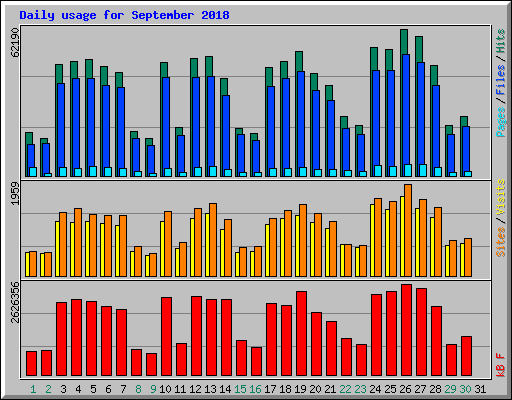 Daily usage for September 2018
62190
Pages / Files / Hits
1959
Sites / Visits
2626356
kB F
1 2 3 4 5 6 7 8 9 10 11 12 13 14 15 16 17 18 19 20 21 22 23 24 25 26 27 28 29 30 31